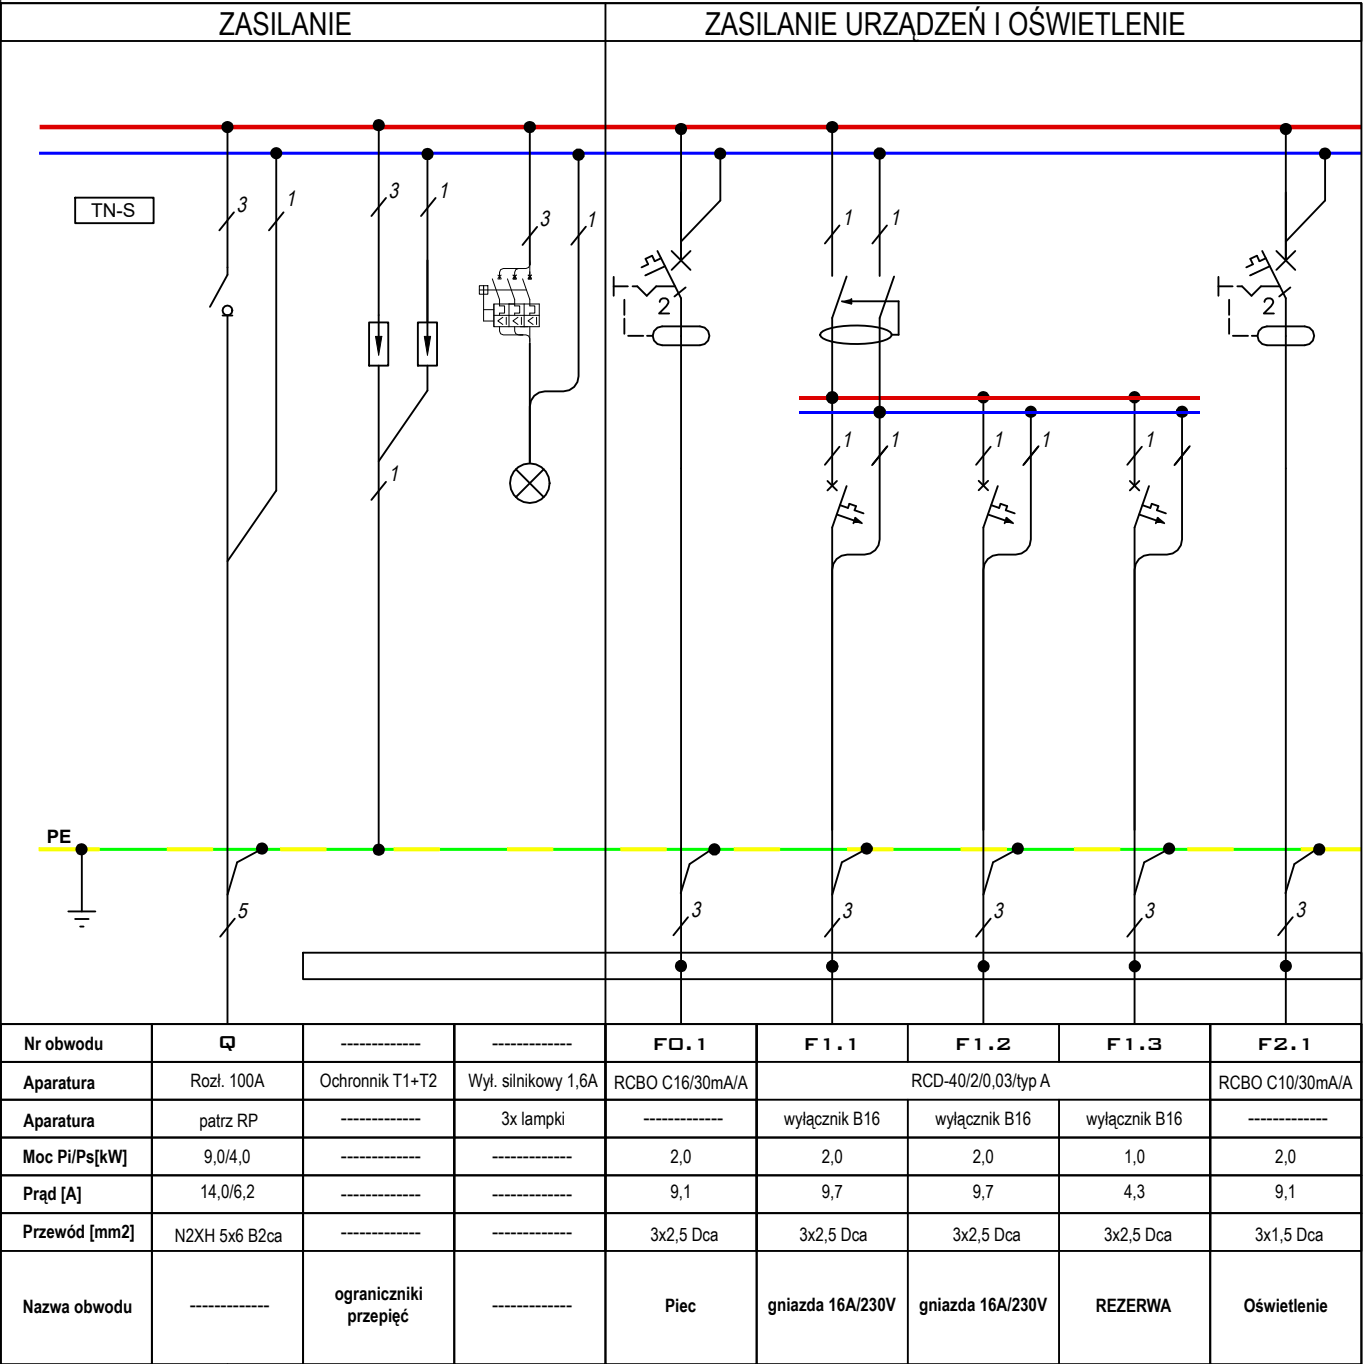 ZASILANIE
ZASILANIE URZĄDZEŃ I OŚWIETLENIE
TN-S
3 1 3 1 3 1 1 1
2 2
1 1 1 1 1
1
PE
5 3 3 3 3 3
Nr obwodu Q ------------- ------------- F0.1 F1.1 F1.2 F1.3 F2.1
Aparatura Rozł. 100A Ochronnik T1+T2 Wył. silnikowy 1,6A RCBO C16/30mA/A RCD-40/2/0,03/typ A RCBO C10/30mA/A
Aparatura patrz RP ------------- 3x lampki ------------- wyłącznik B16 wyłącznik B16 wyłącznik B16 -------------
Moc Pi/Ps[kW] 9,0/4,0 ------------- ------------- 2,0 2,0 2,0 1,0 2,0
Prąd [A] 14,0/6,2 ------------- ------------- 9,1 9,7 9,7 4,3 9,1
Przewód [mm2] N2XH 5x6 B2ca ------------- ------------- 3x2,5 Dca 3x2,5 Dca 3x2,5 Dca 3x2,5 Dca 3x1,5 Dca
Nazwa obwodu ------------- ograniczniki przepięć ------------- Piec gniazda 16A/230V gniazda 16A/230V REZERWA Oświetlenie